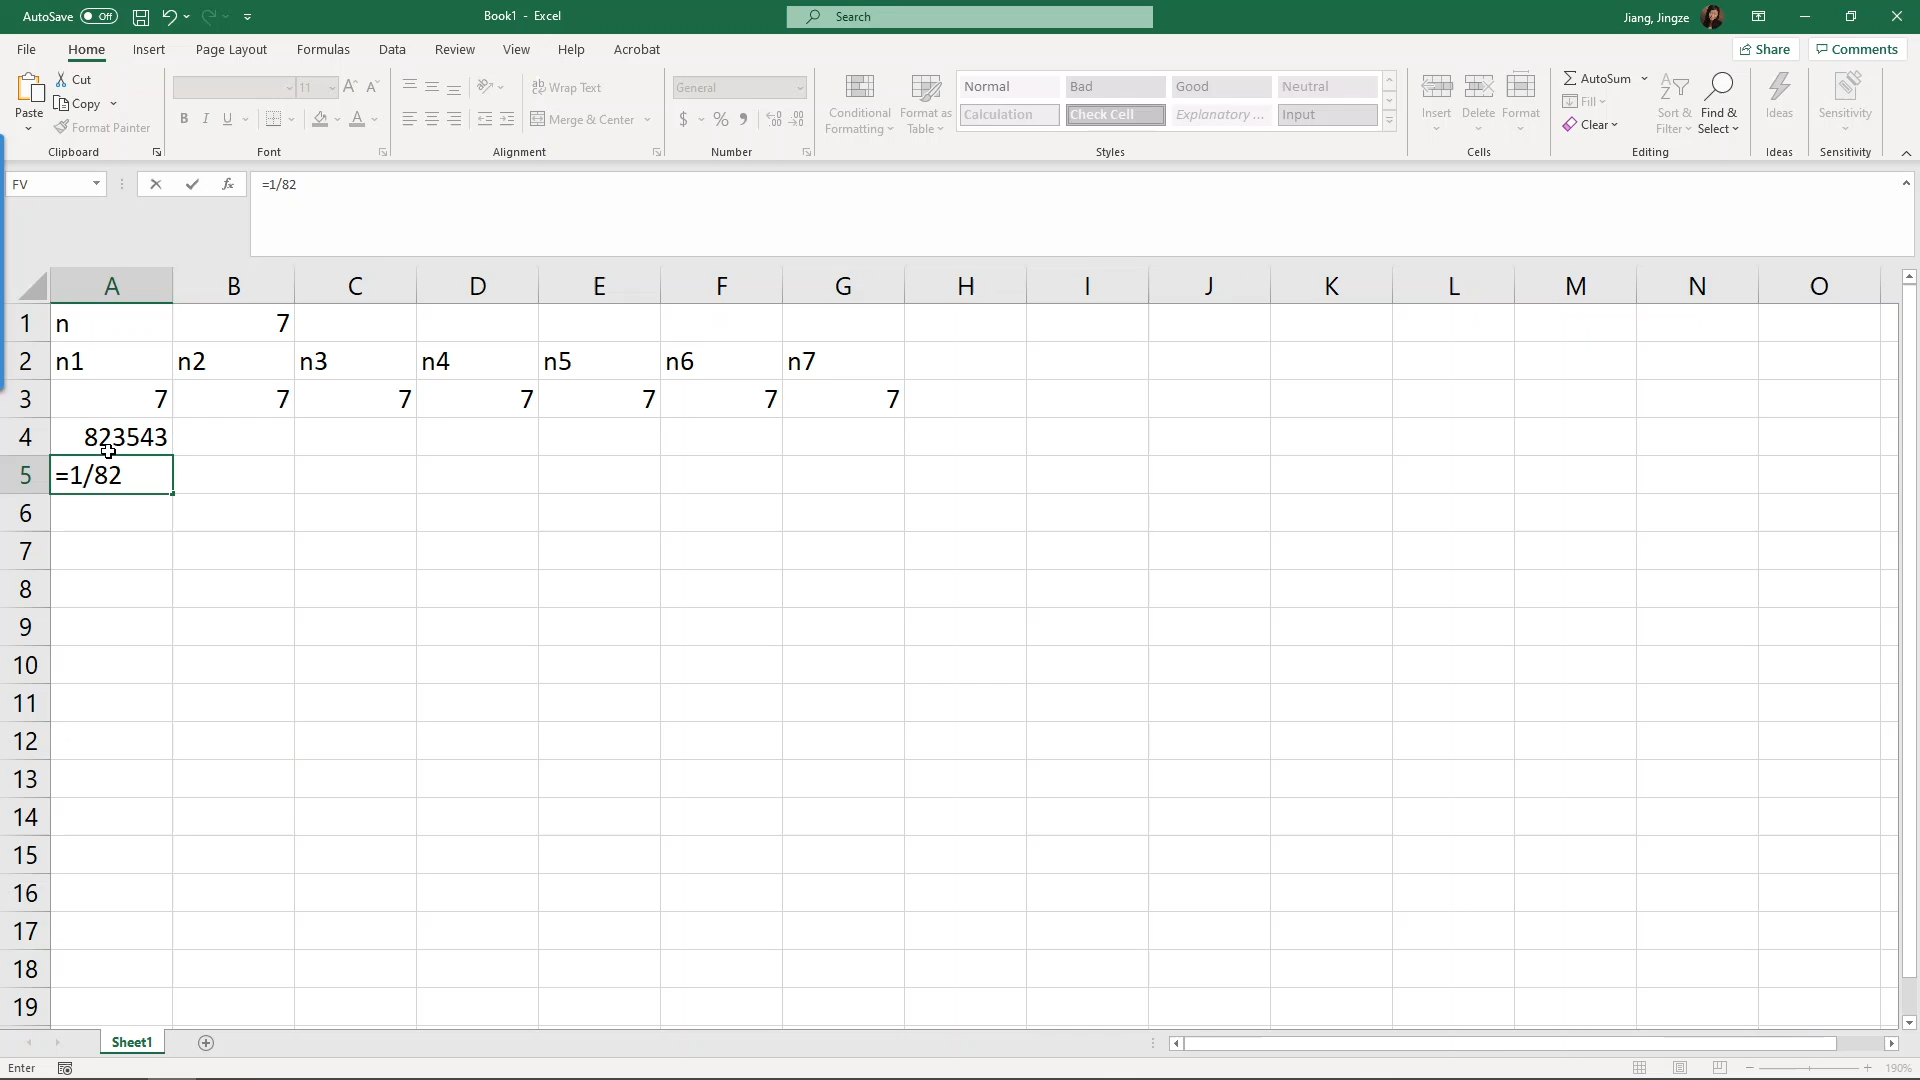 AutoSave Off Book1 - Excel Search Jiang, Jingze
File Home Insert Page Layout Formulas Data Review View Help Acrobat Share Comments
Paste Cut Copy Format Painter
Clipboard
11
Font
Wrap Text
Merge & Center
Alignment
General
$ % 9
Number
Conditional Formatting Format as Table
Normal Bad Good Neutral
Calculation Check Cell Explanatory ... Input
Styles
Insert Delete Format
Cells
AutoSum
Fill
Clear
Sort & Filter Find & Select
Editing
Ideas
Ideas
Sensitivity
Sensitivity
FV fx =1/82
A B C D E F G H I J K L M N O
1 n 7
2 n1 n2 n3 n4 n5 n6 n7
3 7 7 7 7 7 7 7
4 823543
5 =1/82
6
7
8
9
10
11
12
13
14
15
16
17
18
19
Sheet1
Enter 190%